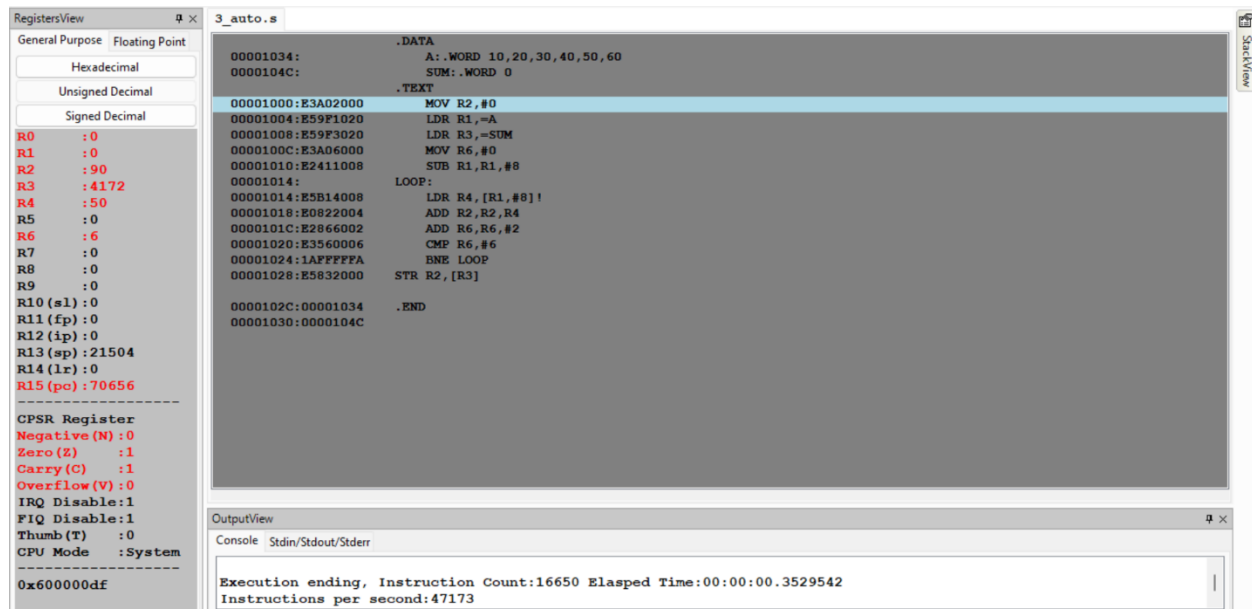 RegistersView
General Purpose Floating Point
Hexadecimal
Unsigned Decimal
Signed Decimal
R0 :0
R1 :0
R2 :90
R3 :4172
R4 :50
R5 :0
R6 :6
R7 :0
R8 :0
R9 :0
R10(sl):0
R11(fp):0
R12(ip):0
R13(sp):21504
R14(lr):0
R15(pc):70656
-------------------
CPSR Register
Negative(N):0
Zero(Z) :1
Carry(C) :1
Overflow(V):0
IRQ Disable:1
FIQ Disable:1
Thumb(T) :0
CPU Mode :System
-------------------
0x600000df
3_auto.s
.DATA
00001034: A:.WORD 10,20,30,40,50,60
0000104C: SUM:.WORD 0
.TEXT
00001000:E3A02000 MOV R2,#0
00001004:E59F1020 LDR R1,=A
00001008:E59F3020 LDR R3,=SUM
0000100C:E3A06000 MOV R6,#0
00001010:E2411008 SUB R1,R1,#8
00001014: LOOP:
00001014:E5B14008 LDR R4,[R1,#8]!
00001018:E0822004 ADD R2,R2,R4
0000101C:E2866002 ADD R6,R6,#2
00001020:E3560006 CMP R6,#6
00001024:1AFFFFFA BNE LOOP
00001028:E5832000 STR R2,[R3]
0000102C:00001034 .END
00001030:0000104C
OutputView
Console Stdin/Stdout/Stderr
Execution ending, Instruction Count:16650 Elasped Time:00:00:00.3529542
Instructions per second:47173
StackView